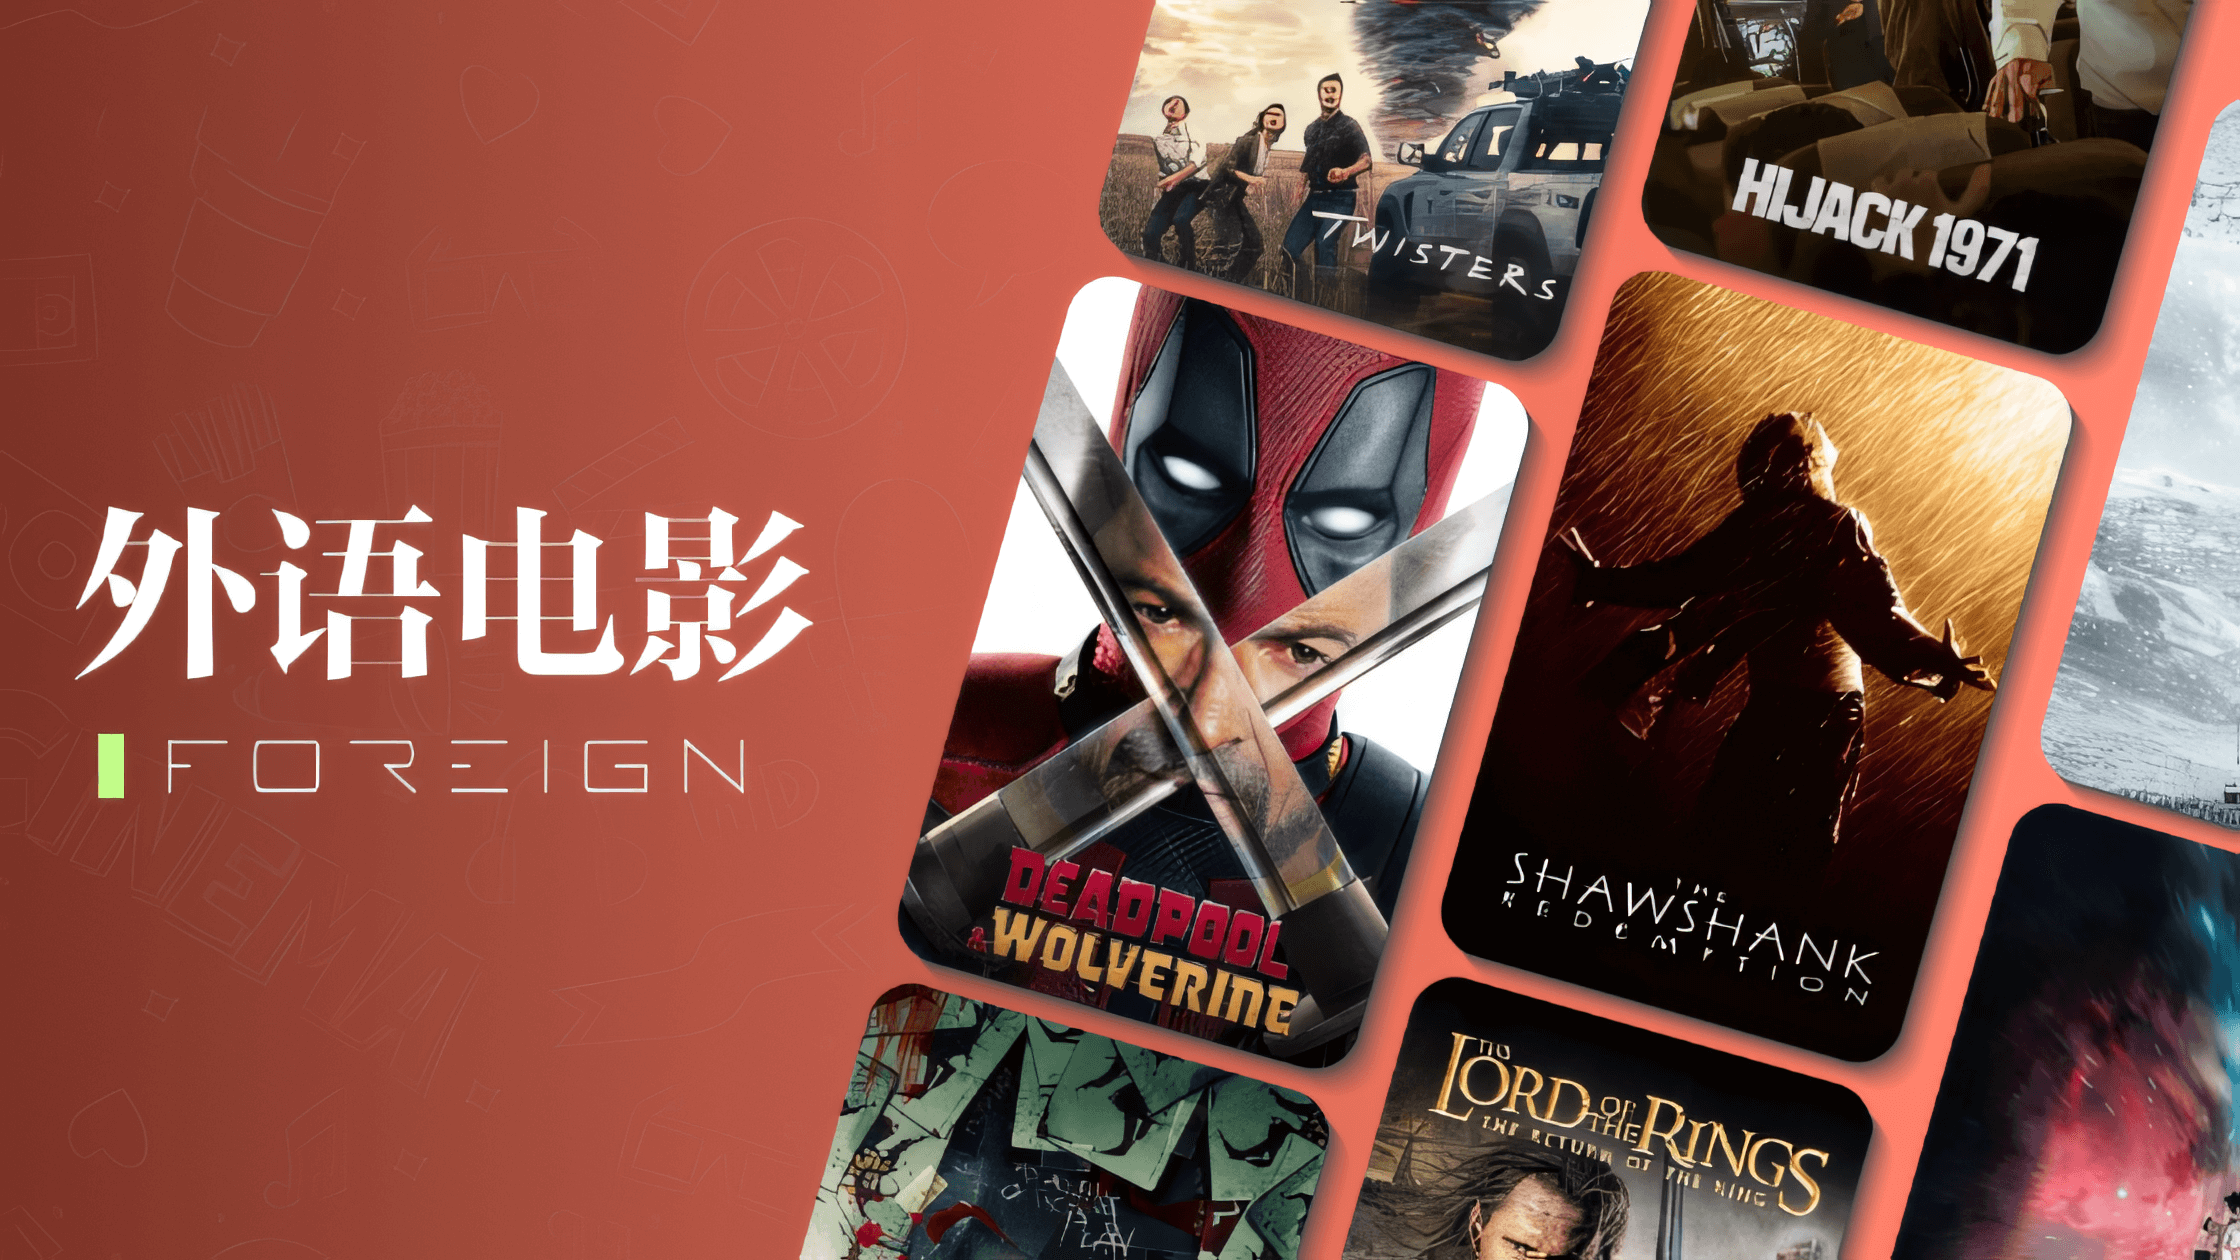 外语电影
FOREIGN
TWISTERS
HIJACK 1971
DEADPOOL
& WOLVERINE
THE
SHAWSHANK
REDEMPTION
LORD OF THE RINGS
THE RETURN OF THE KING
CINEMA